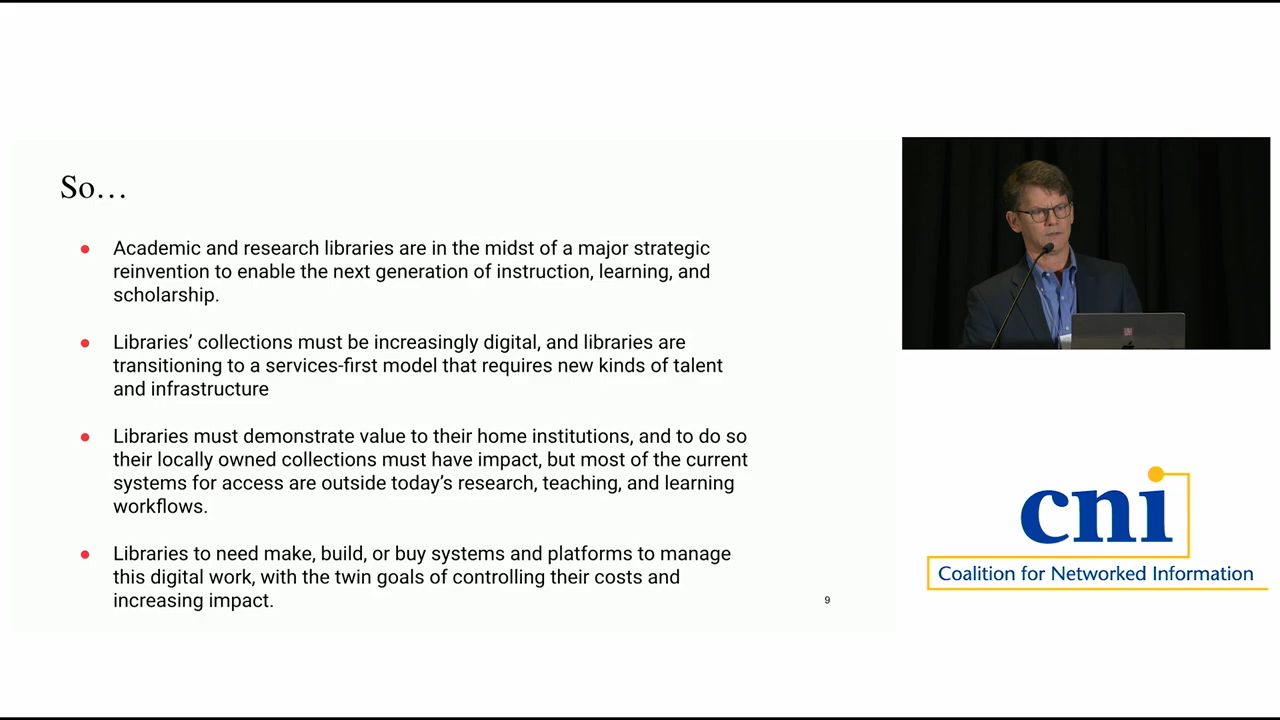 So…
● Academic and research libraries are in the midst of a major strategic
reinvention to enable the next generation of instruction, learning, and
scholarship.
● Libraries’ collections must be increasingly digital, and libraries are
transitioning to a services-first model that requires new kinds of talent
and infrastructure
● Libraries must demonstrate value to their home institutions, and to do so
their locally owned collections must have impact, but most of the current
systems for access are outside today’s research, teaching, and learning
workflows.
● Libraries to need make, build, or buy systems and platforms to manage
this digital work, with the twin goals of controlling their costs and
increasing impact.
9
cni
Coalition for Networked Information